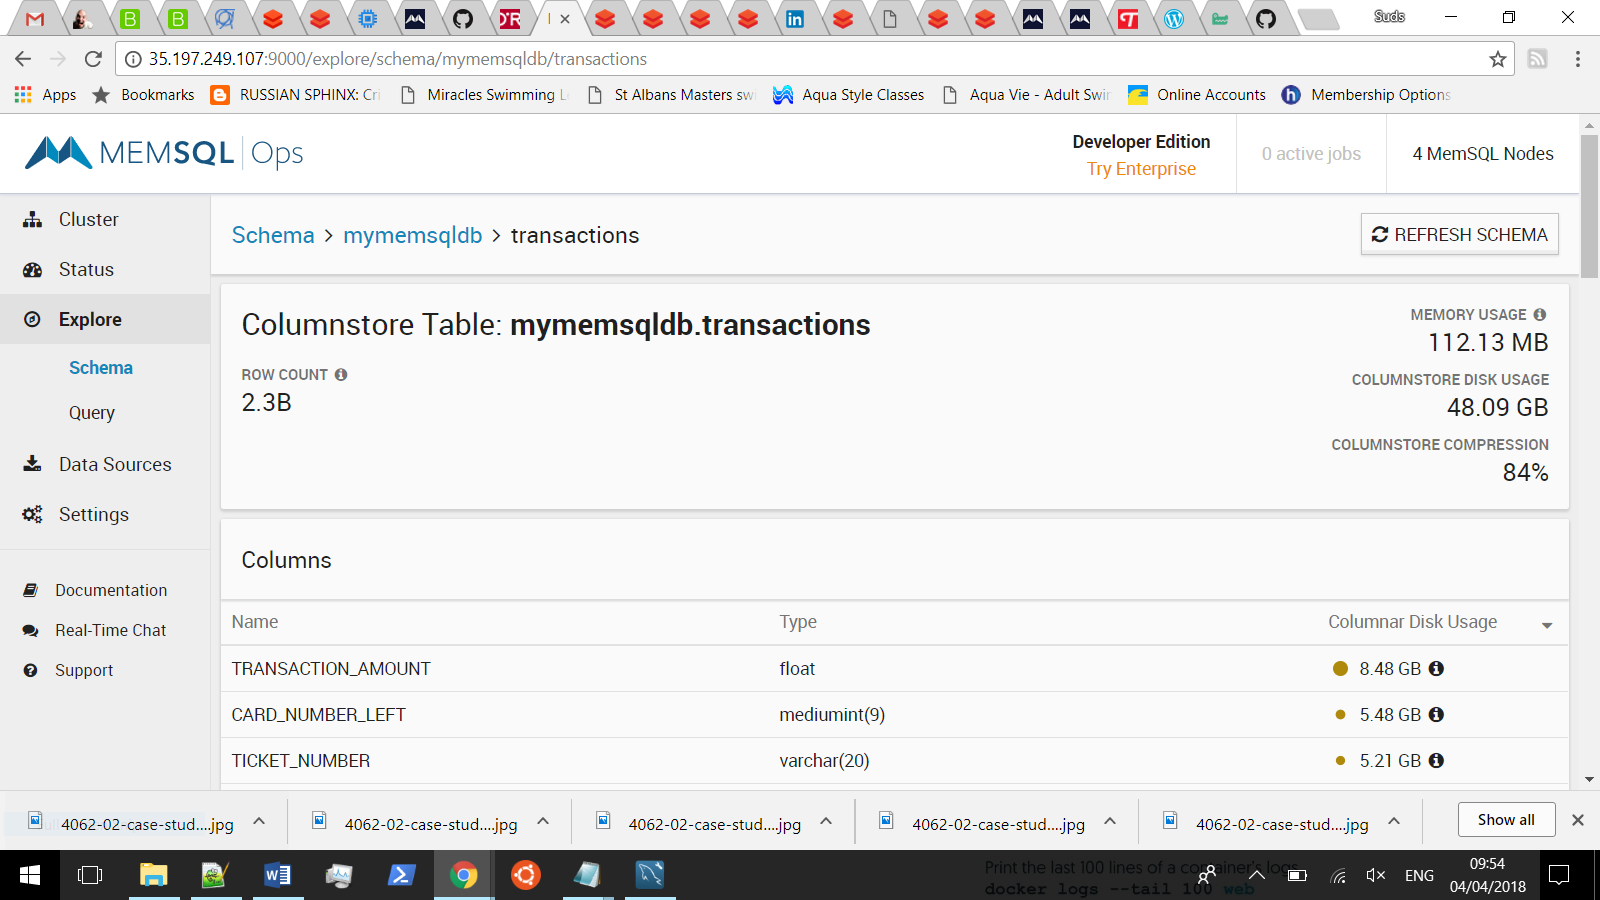 Suds
35.197.249.107:9000/explore/schema/mymemsqldb/transactions
Apps
Bookmarks
RUSSIAN SPHINX: Cri
Miracles Swimming L
St Albans Masters swi
Aqua Style Classes
Aqua Vie - Adult Swir
Online Accounts
Membership Options
MEMSQL Ops
Developer Edition
Try Enterprise
0 active jobs
4 MemSQL Nodes
Cluster
Status
Explore
Schema
Query
Data Sources
Settings
Documentation
Real-Time Chat
Support
Schema > mymemsqldb > transactions
REFRESH SCHEMA
Columnstore Table: mymemsqldb.transactions
ROW COUNT
2.3B
MEMORY USAGE
112.13 MB
COLUMNSTORE DISK USAGE
48.09 GB
COLUMNSTORE COMPRESSION
84%
Columns
Name Type Columnar Disk Usage
TRANSACTION_AMOUNT float 8.48 GB
CARD_NUMBER_LEFT mediumint(9) 5.48 GB
TICKET_NUMBER varchar(20) 5.21 GB
4062-02-case-stud....jpg
4062-02-case-stud....jpg
4062-02-case-stud....jpg
4062-02-case-stud....jpg
4062-02-case-stud....jpg
Show all
Print the last 100 lines of a container's logs
docker logs --tail 100 web
ENG
09:54
04/04/2018